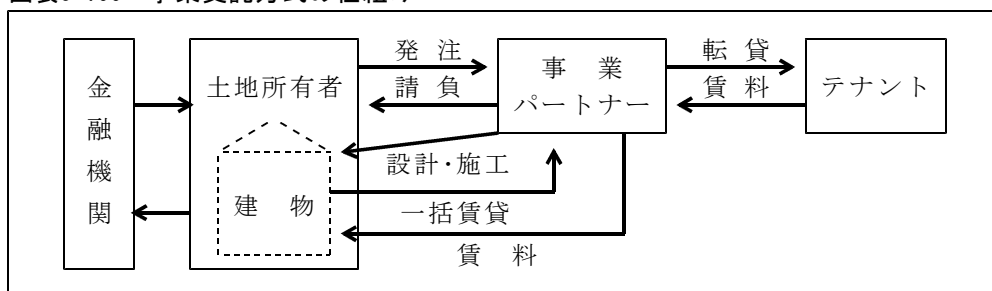 金融機関
土地所有者
建物
発注
請負
設計・施工
一括賃貸
賃料
事業
パートナー
転貸
賃料
テナント